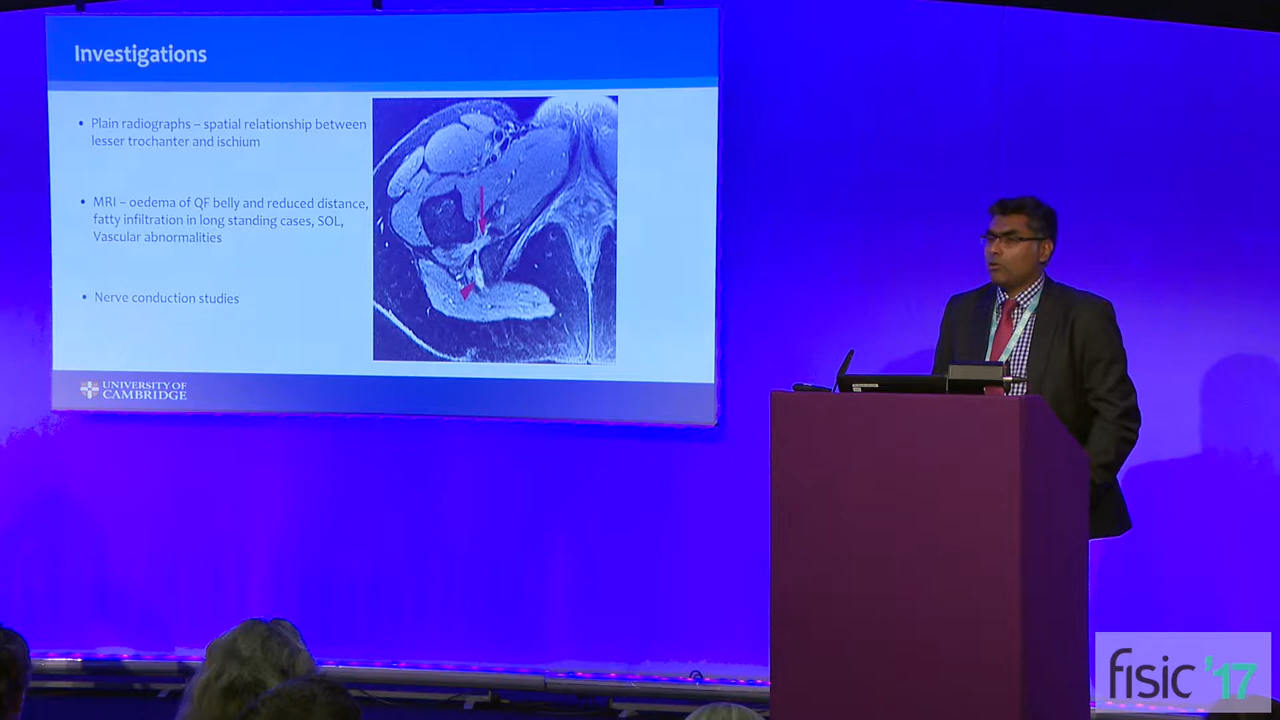 Investigations
• Plain radiographs – spatial relationship between
lesser trochanter and ischium
• MRI – oedema of QF belly and reduced distance,
fatty infiltration in long standing cases, SOL,
Vascular abnormalities
• Nerve conduction studies
UNIVERSITY OF
CAMBRIDGE
fisic '17